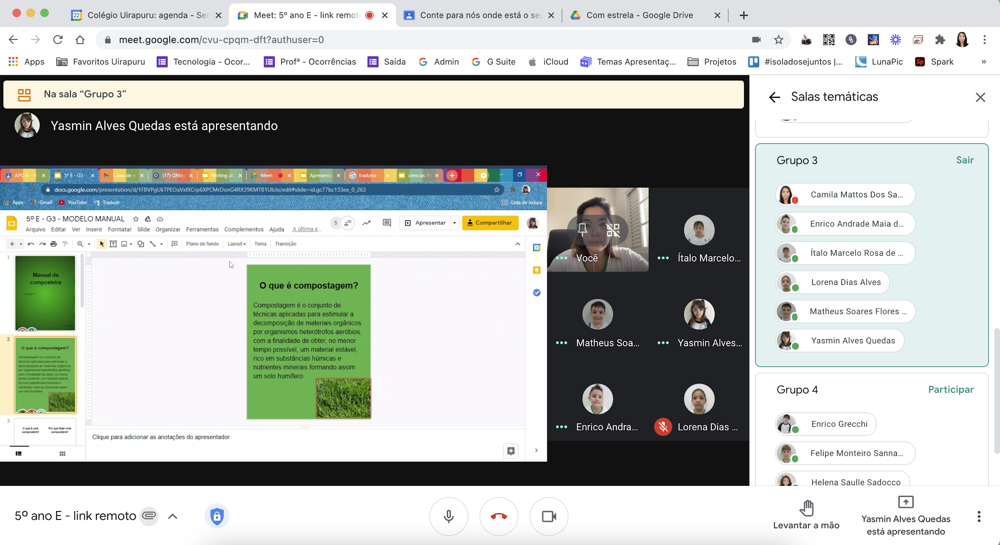 Colégio Uirapuru: agenda - Ser
Meet: 5º ano E - link remot
Conte para nós onde está o seu
Com estrela - Google Drive
meet.google.com/cvu-cpqm-dft?authuser=0
Apps
Favoritos Uirapuru
Tecnologia - Ocor...
Profª - Ocorrências
Saída
Admin
G Suite
iCloud
Temas Apresentaç...
Projetos
#isoladosejuntos |...
LunaPic
Spark
»
Na sala “Grupo 3”
Yasmin Alves Quedas está apresentando
APO 6 - M
5º E - G3 -
Caixa de e
(17) QMág
Writing ab
Meet:
Apresenta
tradutor -
ciencias 19
docs.google.com/presentation/d/1FBVPgUkTPEOaVxfXCrp6XPCMrDonG4RX39KMTB1UbJo/edit#slide=id.gc77bc133ee_0_263
Apps
Gmail
YouTube
Traduzir
Lista de leitura
5º E - G3 - MODELO MANUAL
5
Apresentar
Compartilhar
Arquivo Editar Ver Inserir Formatar Slide Organizar Ferramentas Complementos Ajuda A última e...
Plano de fundo
Layout
Tema
Transição
1
Manual da
composteira
Grupo 3
2
O que é compostagem?
Compostagem é o conjunto de
técnicas aplicadas para estimular a
decomposição de materiais orgânicos
por organismos heterótrofos aeróbios,
com a finalidade de obter, no menor
tempo possível, um material estável,
rico em substâncias húmicas e
nutrientes minerais formando assim
um solo humífero.
3
O que é uma
composteira?
Por que fazer uma
composteira?
O que é compostagem?
Compostagem é o conjunto de
técnicas aplicadas para estimular a
decomposição de materiais orgânicos
por organismos heterótrofos aeróbios,
com a finalidade de obter, no menor
tempo possível, um material estável,
rico em substâncias húmicas e
nutrientes minerais formando assim
um solo humífero.
Clique para adicionar as anotações do apresentador
Você
Ítalo Marcelo...
Matheus Soa...
Yasmin Alves...
Enrico Andra...
Lorena Dias ...
Salas temáticas
Grupo 3
Sair
Camila Mattos Dos Sa...
Enrico Andrade Maia d...
Ítalo Marcelo Rosa de ...
Lorena Dias Alves
Matheus Soares Flores ...
Yasmin Alves Quedas
Grupo 4
Participar
Enrico Grecchi
Felipe Monteiro Sanna...
Helena Saulle Sadocco
5º ano E - link remoto
Levantar a mão
Yasmin Alves Quedas
está apresentando